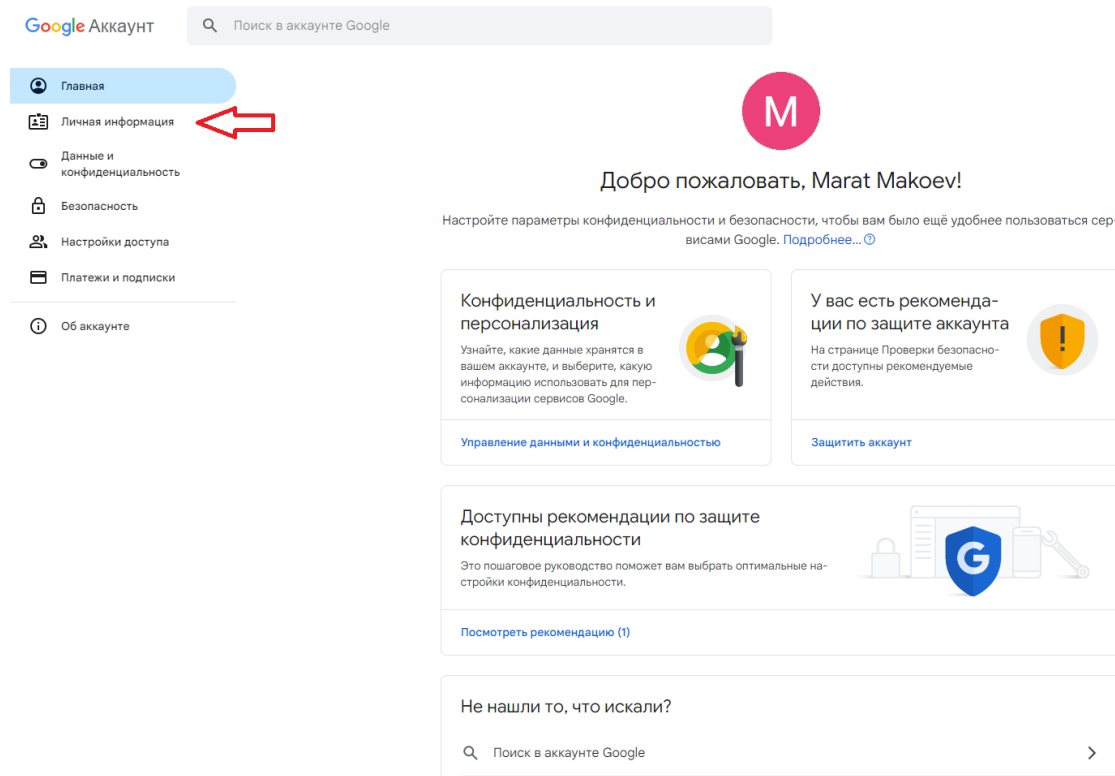 Google Аккаунт
Поиск в аккаунте Google
Главная
Личная информация
Данные и
конфиденциальность
Безопасность
Настройки доступа
Платежи и подписки
Об аккаунте
M
Добро пожаловать, Marat Makoev!
Настройте параметры конфиденциальности и безопасности, чтобы вам было ещё удобнее пользоваться сер-
висами Google. Подробнее...
Конфиденциальность и
персонализация
Узнайте, какие данные хранятся в
вашем аккаунте, и выберите, какую
информацию использовать для пер-
сонализации сервисов Google.
Управление данными и конфиденциальностью
У вас есть рекоменда-
ции по защите аккаунта
На странице Проверки безопасно-
сти доступны рекомендуемые
действия.
Защитить аккаунт
Доступны рекомендации по защите
конфиденциальности
Это пошаговое руководство поможет вам выбрать оптимальные на-
стройки конфиденциальности.
G
Посмотреть рекомендацию (1)
Не нашли то, что искали?
Поиск в аккаунте Google